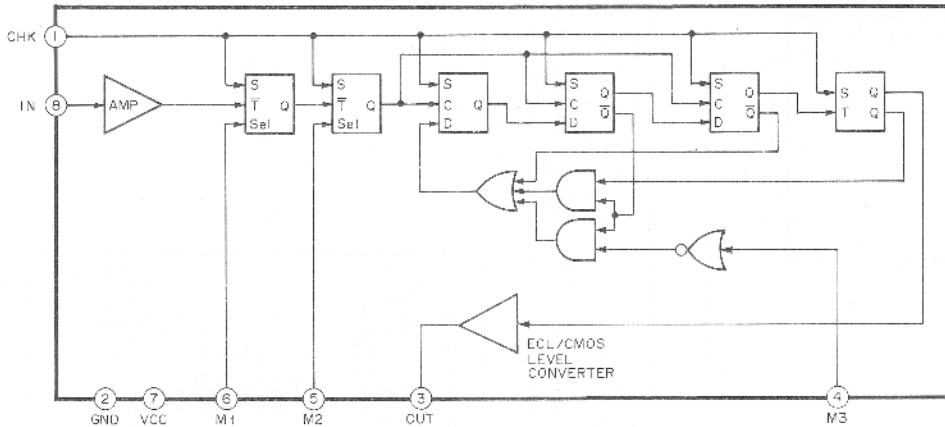 CHK 1
IN 8
AMP
S
T̅ Q
Sel
S
T̅ Q
Sel
S
C Q
D
S
Q
C Q̅
D
S
Q
C Q̅
D
S Q
T Q
ECL/CMOS
LEVEL
CONVERTER
2 7 6 5 3 4
GND VCC M1 M2 OUT M3